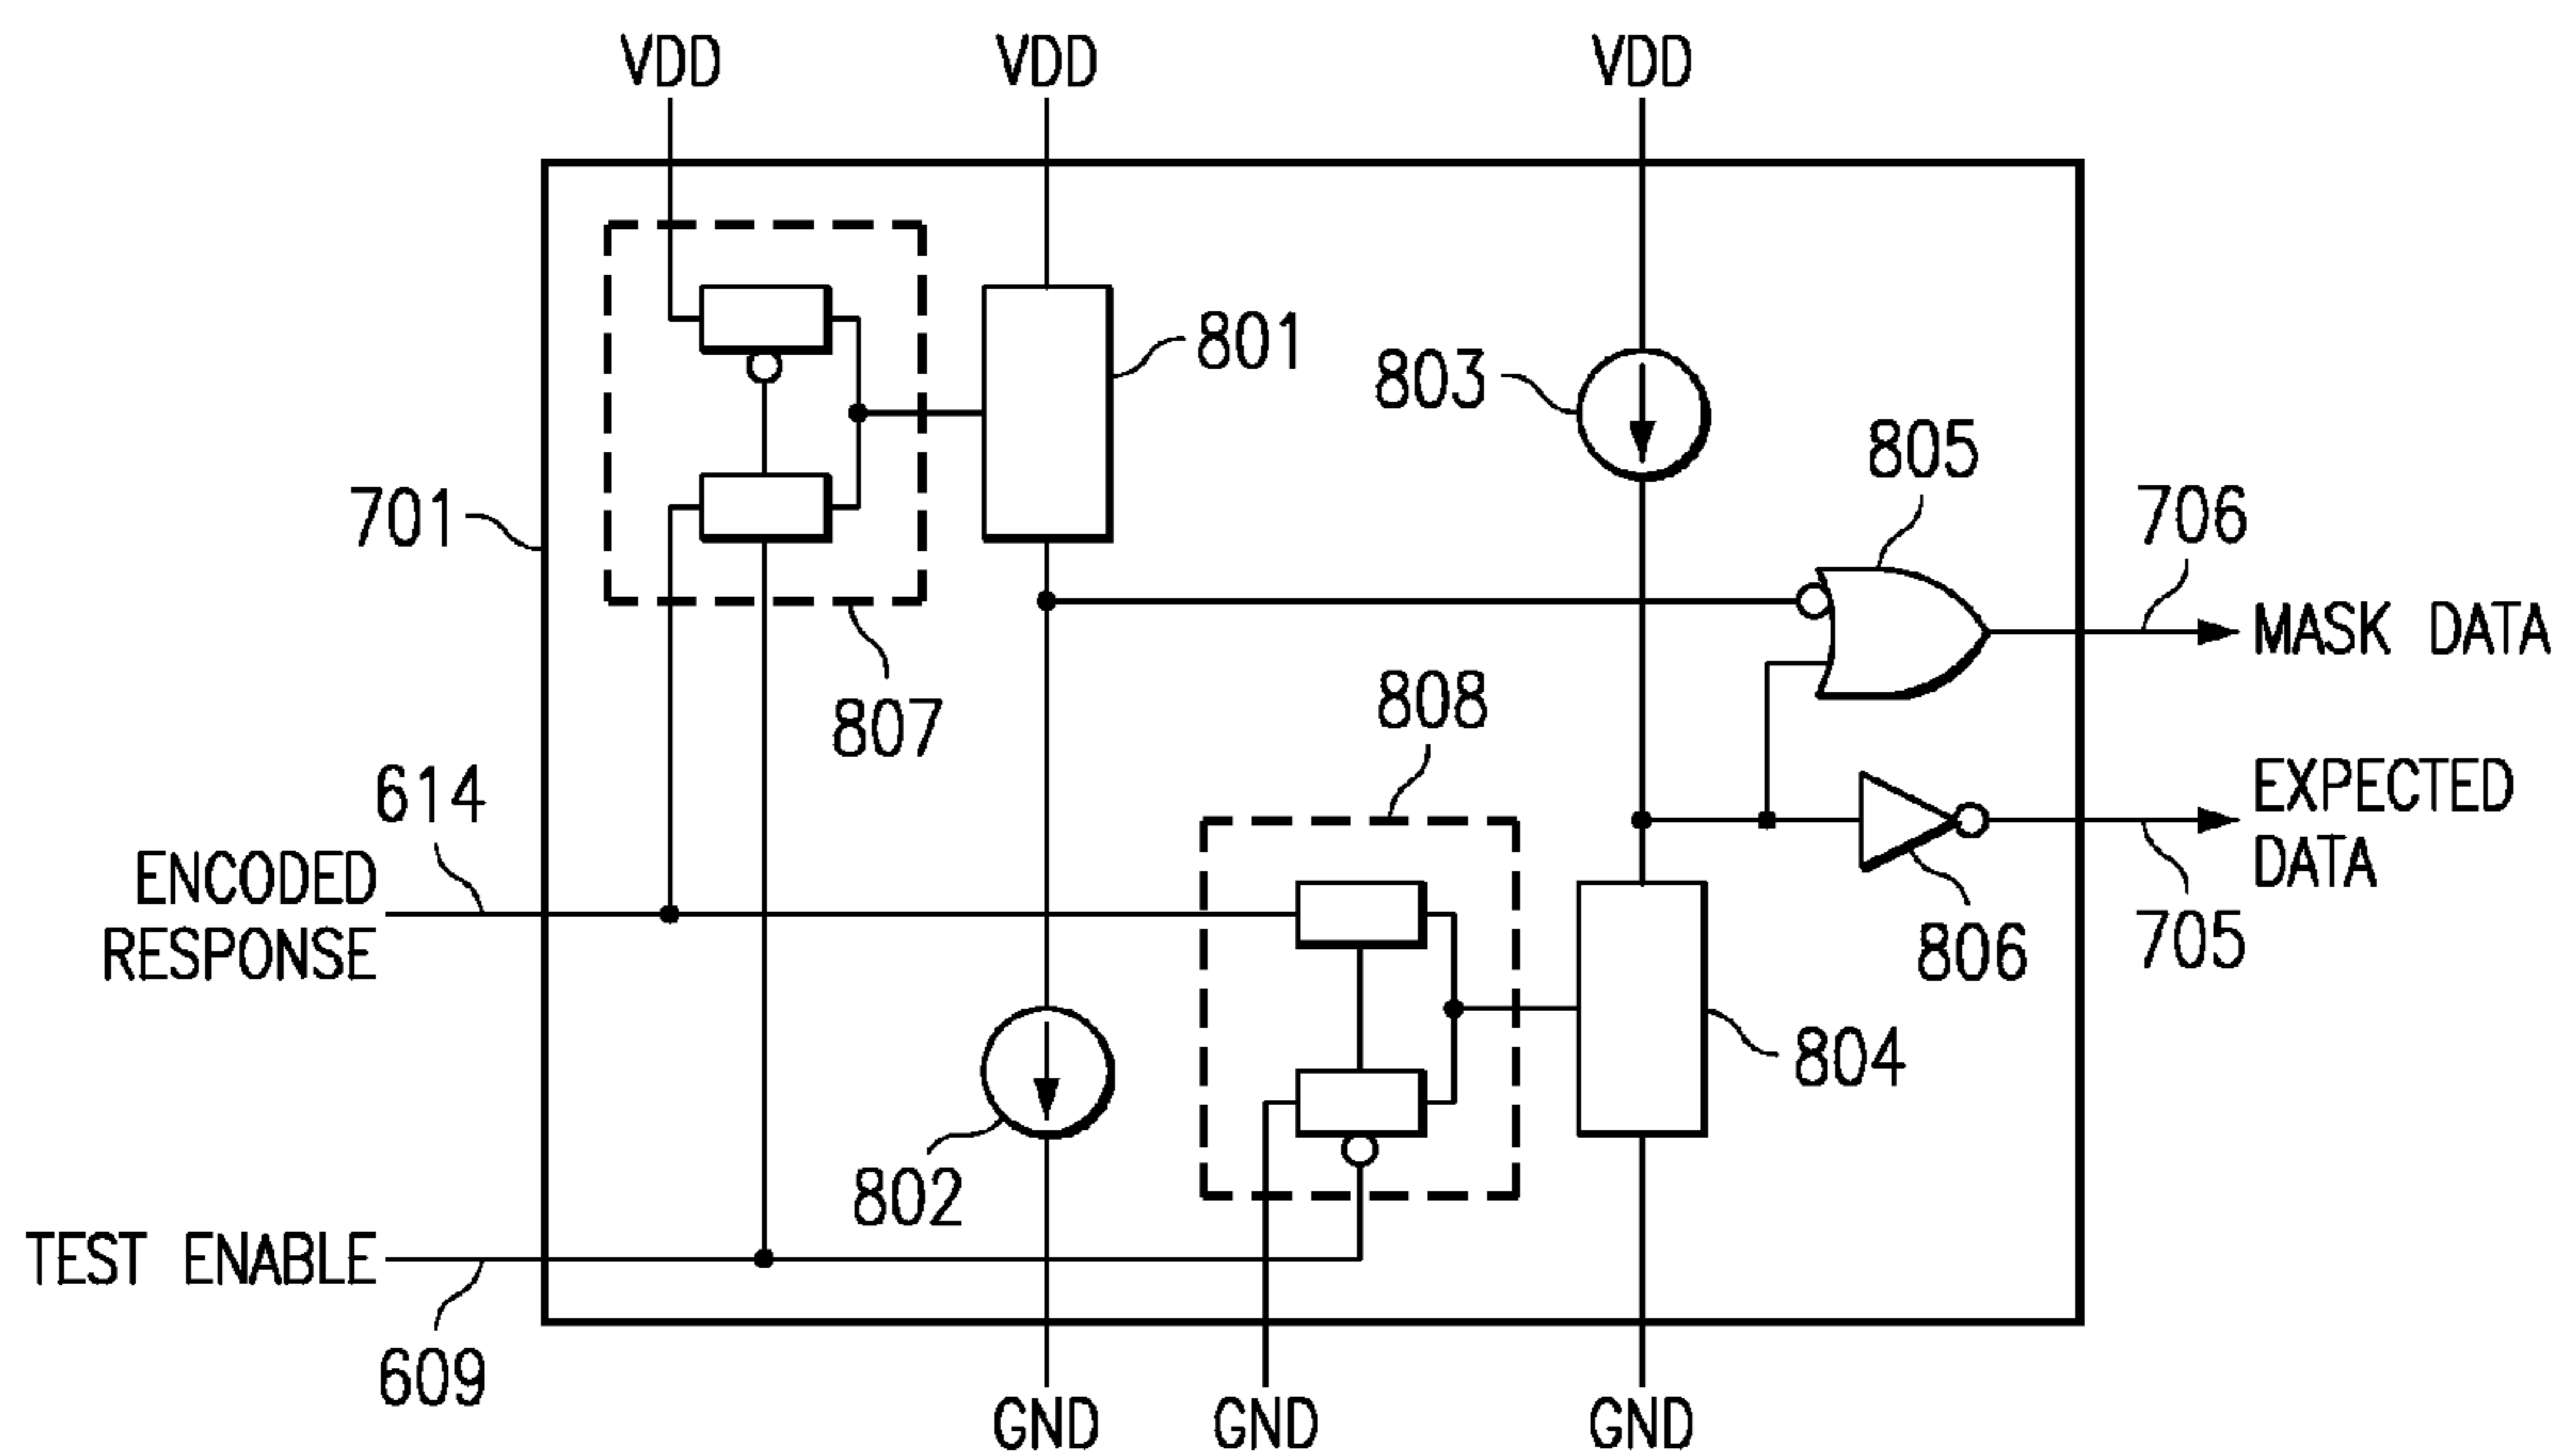 VDD
VDD
VDD
801
803
805
701
706
MASK DATA
807
808
614
ENCODED
RESPONSE
EXPECTED
DATA
806
705
804
802
TEST ENABLE
609
GND
GND
GND